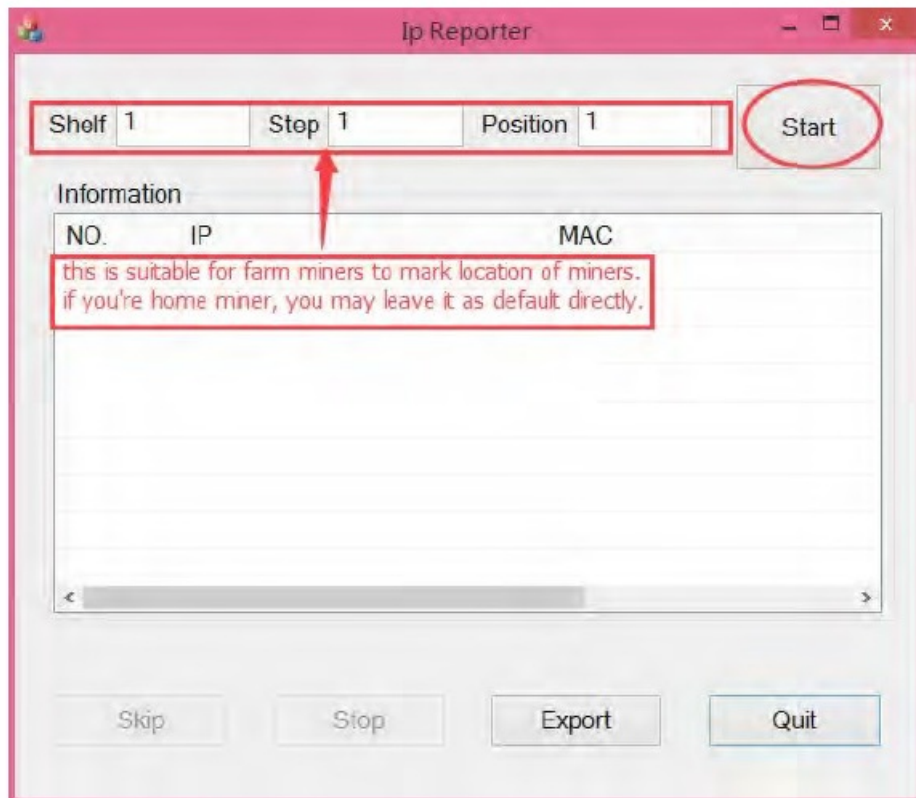 Ip Reporter
Shelf 1 Step 1 Position 1 Start
Information
NO. IP MAC
this is suitable for farm miners to mark location of miners.
if you're home miner, you may leave it as default directly.
Skip Stop Export Quit